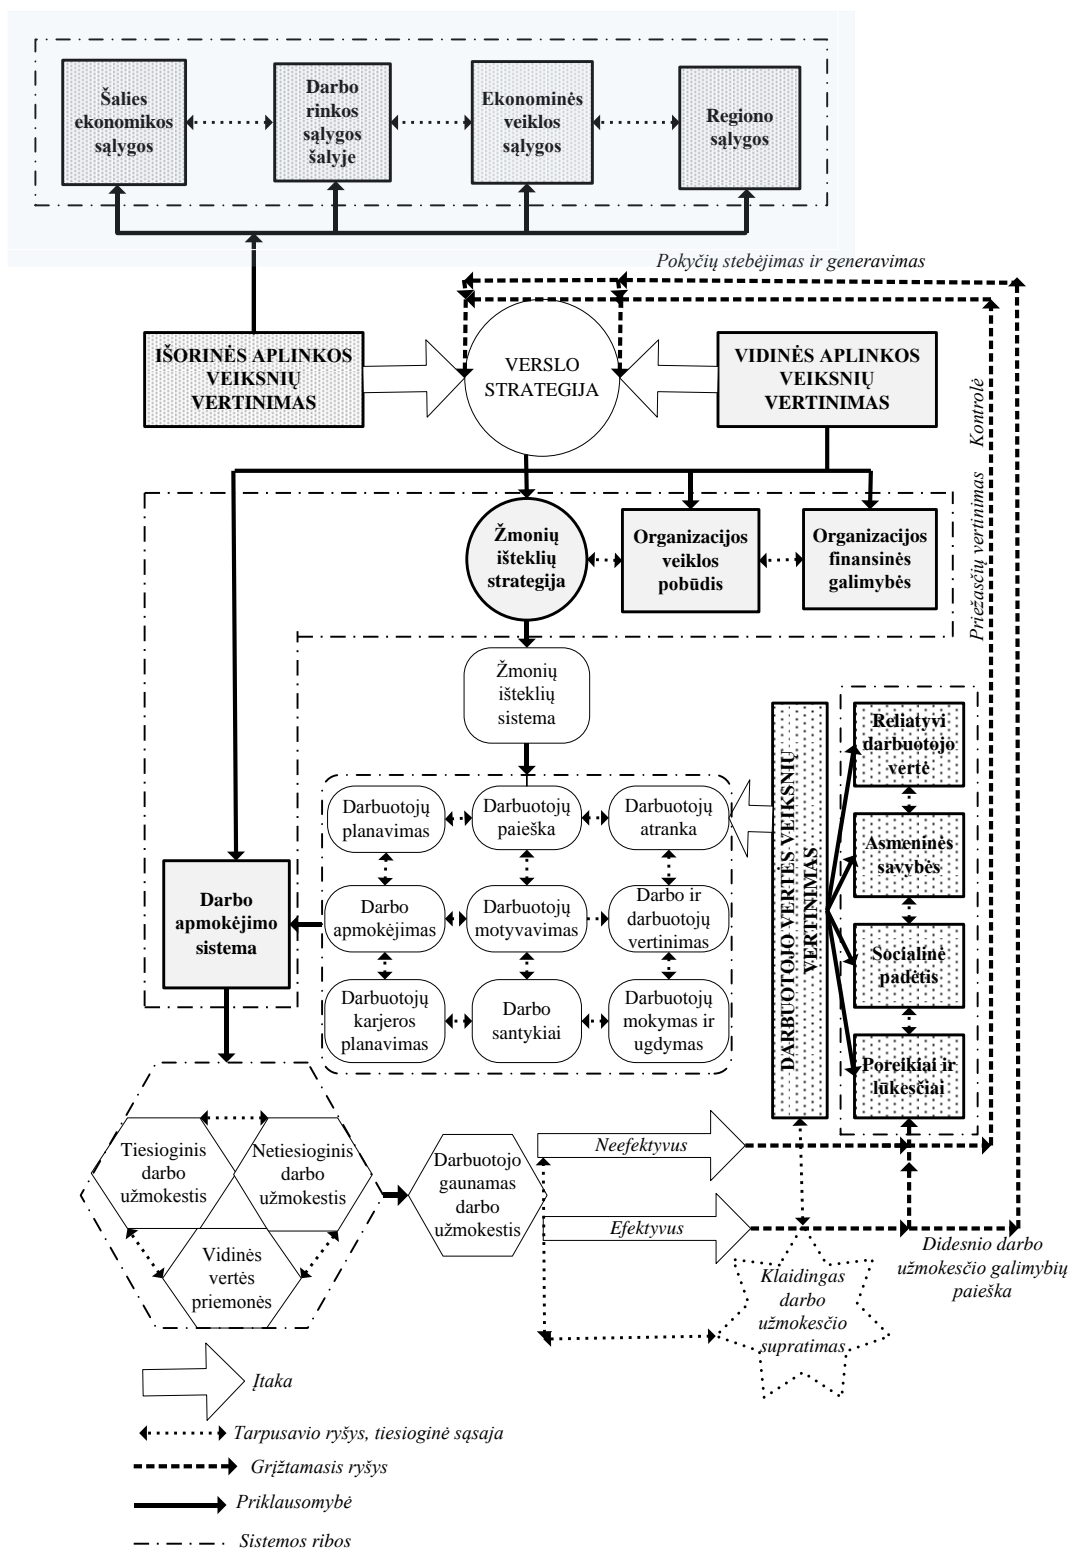 Šalies
ekonomikos
sąlygos
Darbo
rinkos
sąlygos
šalyje
Ekonominės
veiklos
sąlygos
Regiono
sąlygos
Pokyčių stebėjimas ir generavimas
IŠORINĖS APLINKOS
VEIKSNIŲ
VERTINIMAS
VERSLO
STRATEGIJA
VIDINĖS APLINKOS
VEIKSNIŲ
VERTINIMAS
Priežasčių vertinimas Kontrolė
Žmonių
išteklių
strategija
Organizacijos
veiklos
pobūdis
Organizacijos
finansinės
galimybės
Žmonių
išteklių
sistema
Darbuotojų
planavimas
Darbuotojų
paieška
Darbuotojų
atranka
Darbo
apmokėjimas
Darbuotojų
motyvavimas
Darbo ir
darbuotojų
vertinimas
Darbuotojų
karjeros
planavimas
Darbo
santykiai
Darbuotojų
mokymas ir
ugdymas
DARBUOTOJO VERTĖS VEIKSNIŲ
VERTINIMAS
Reliatyvi
darbuotojo
vertė
Asmeninės
savybės
Socialinė
padėtis
Poreikiai ir
lūkesčiai
Darbo
apmokėjimo
sistema
Tiesioginis
darbo
užmokestis
Netiesioginis
darbo
užmokestis
Vidinės
vertės
priemonės
Darbuotojo
gaunamas
darbo
užmokestis
Neefektyvus
Efektyvus
Klaidingas
darbo
užmokesčio
supratimas
Didesnio darbo
užmokesčio galimybių
paieška
Įtaka
Tarpusavio ryšys, tiesioginė sąsaja
Grįžtamasis ryšys
Priklausomybė
Sistemos ribos